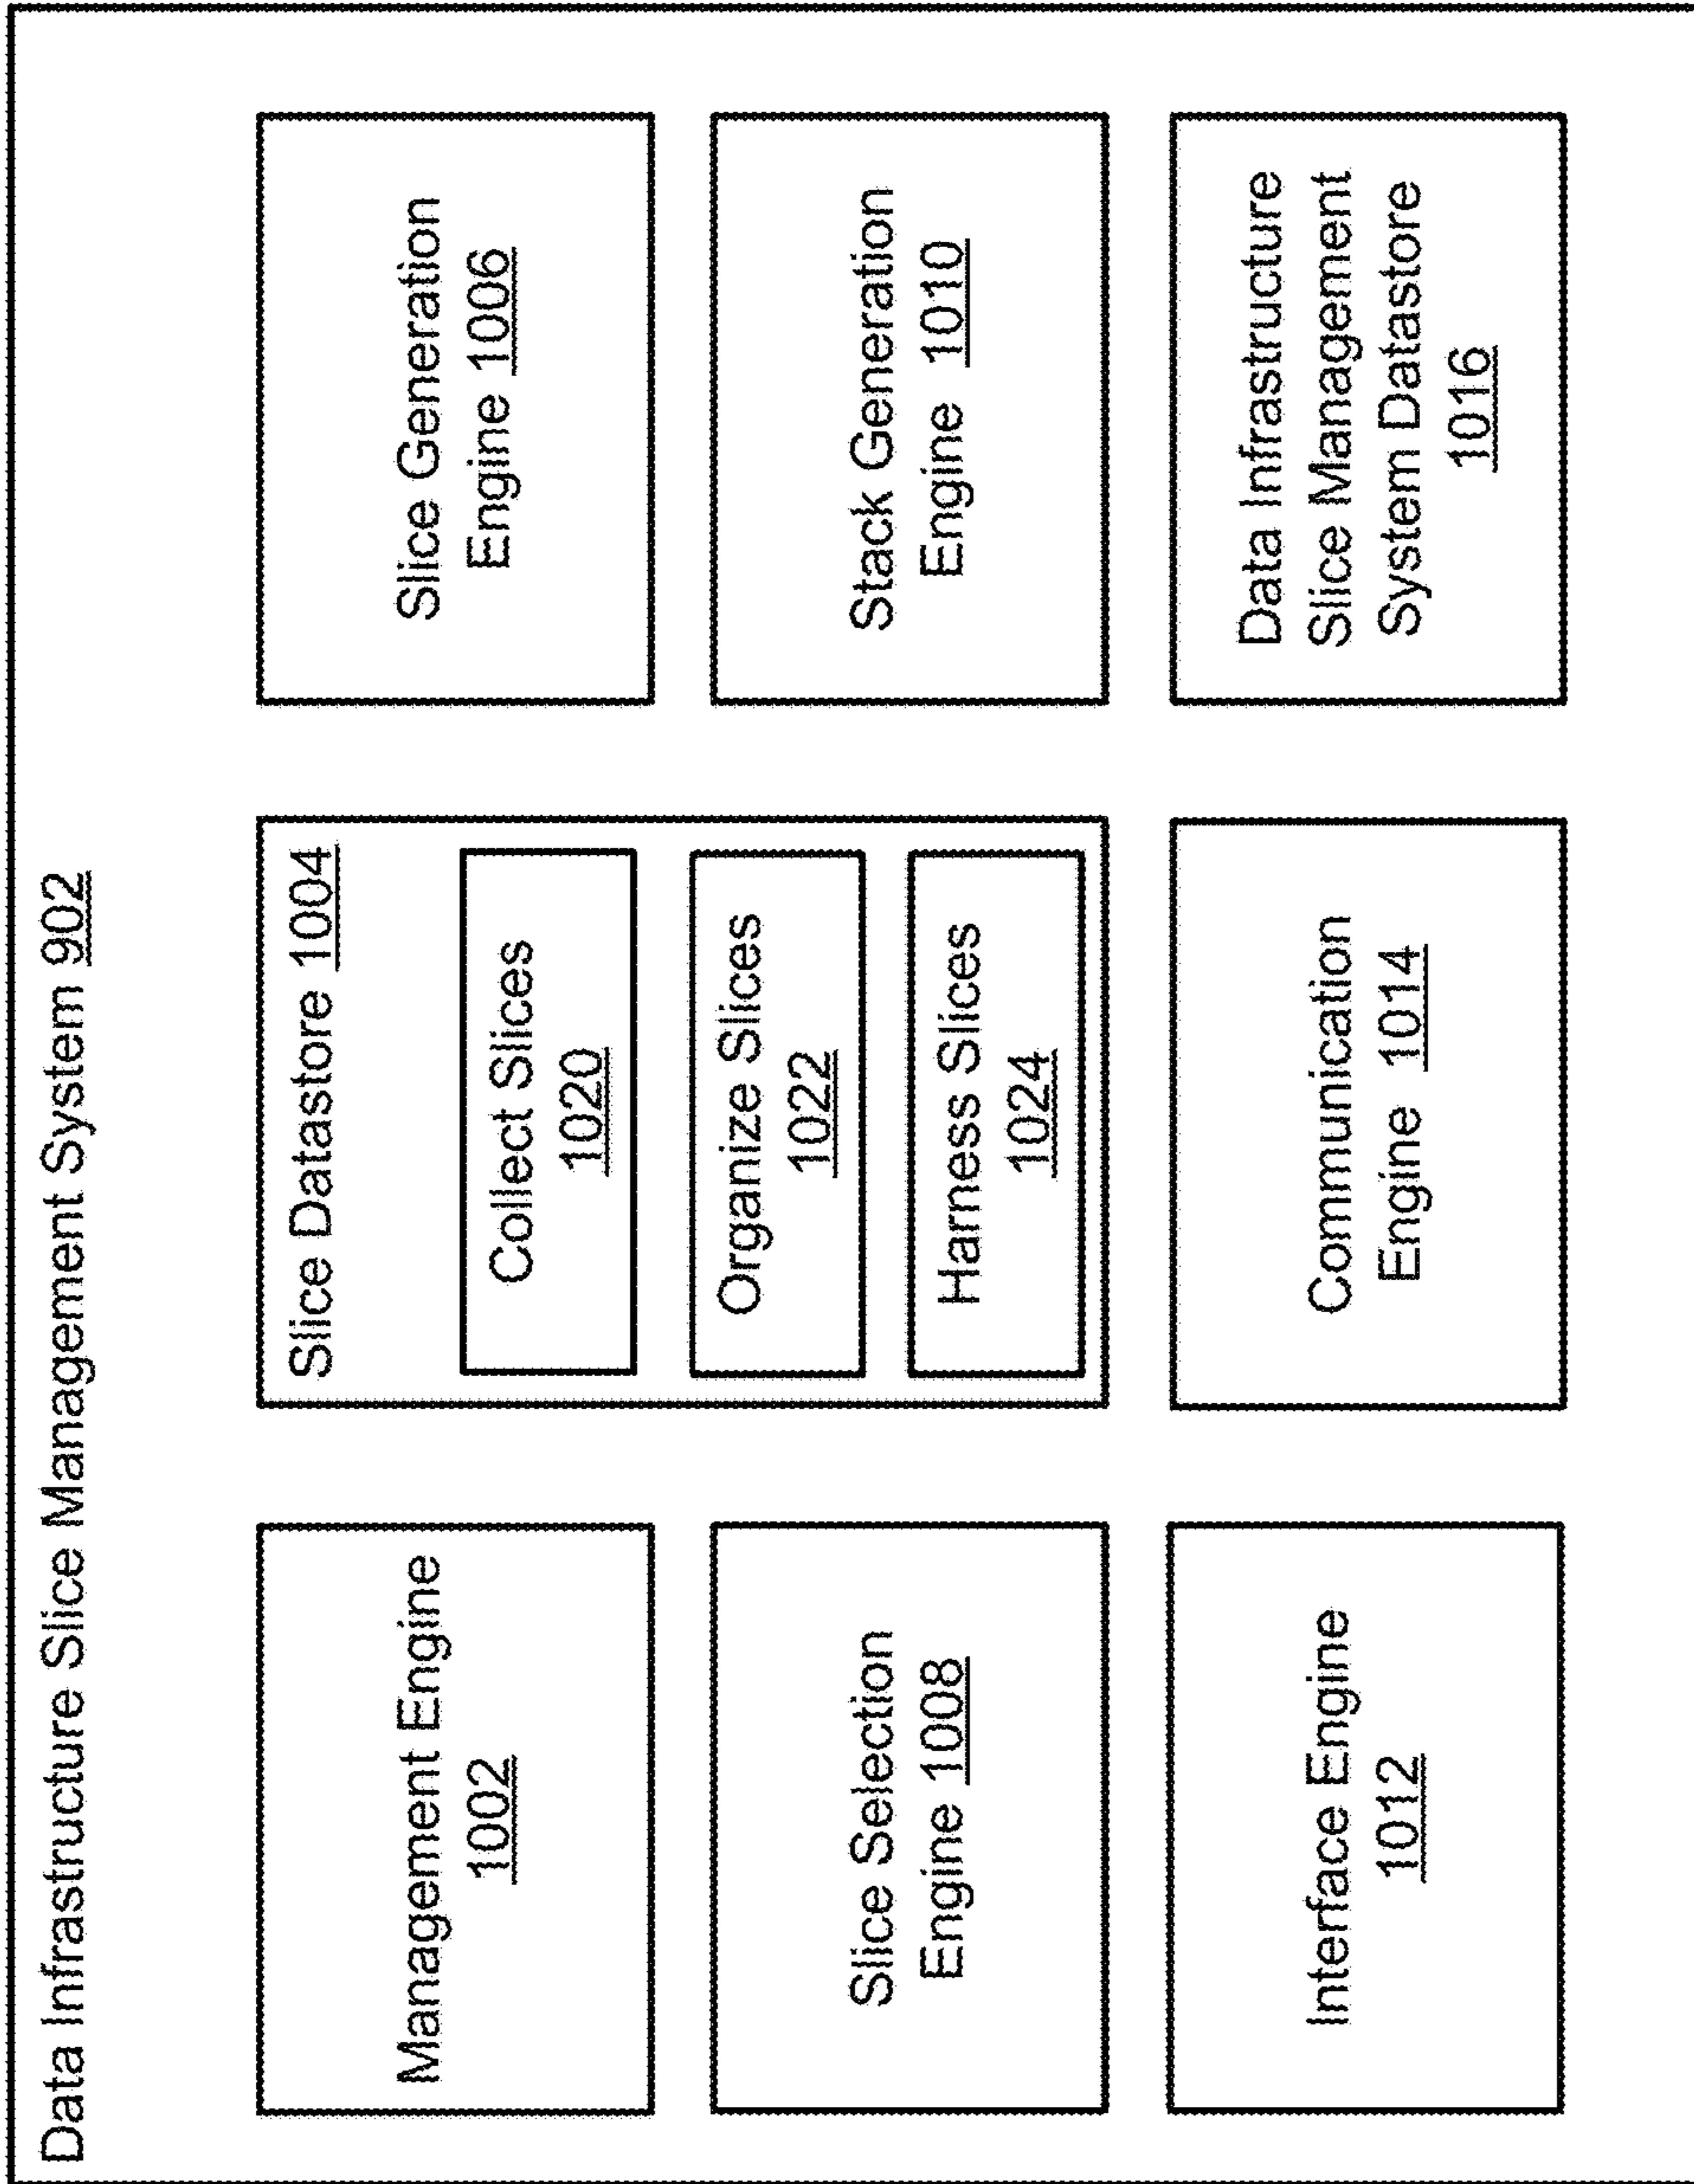 Data Infrastructure Slice Management System 902
Management Engine
1002
Slice Datastore 1004
Collect Slices
1020
Organize Slices
1022
Harness Slices
1024
Slice Generation
Engine 1006
Slice Selection
Engine 1008
Stack Generation
Engine 1010
Interface Engine
1012
Communication
Engine 1014
Data Infrastructure
Slice Management
System Datastore
1016